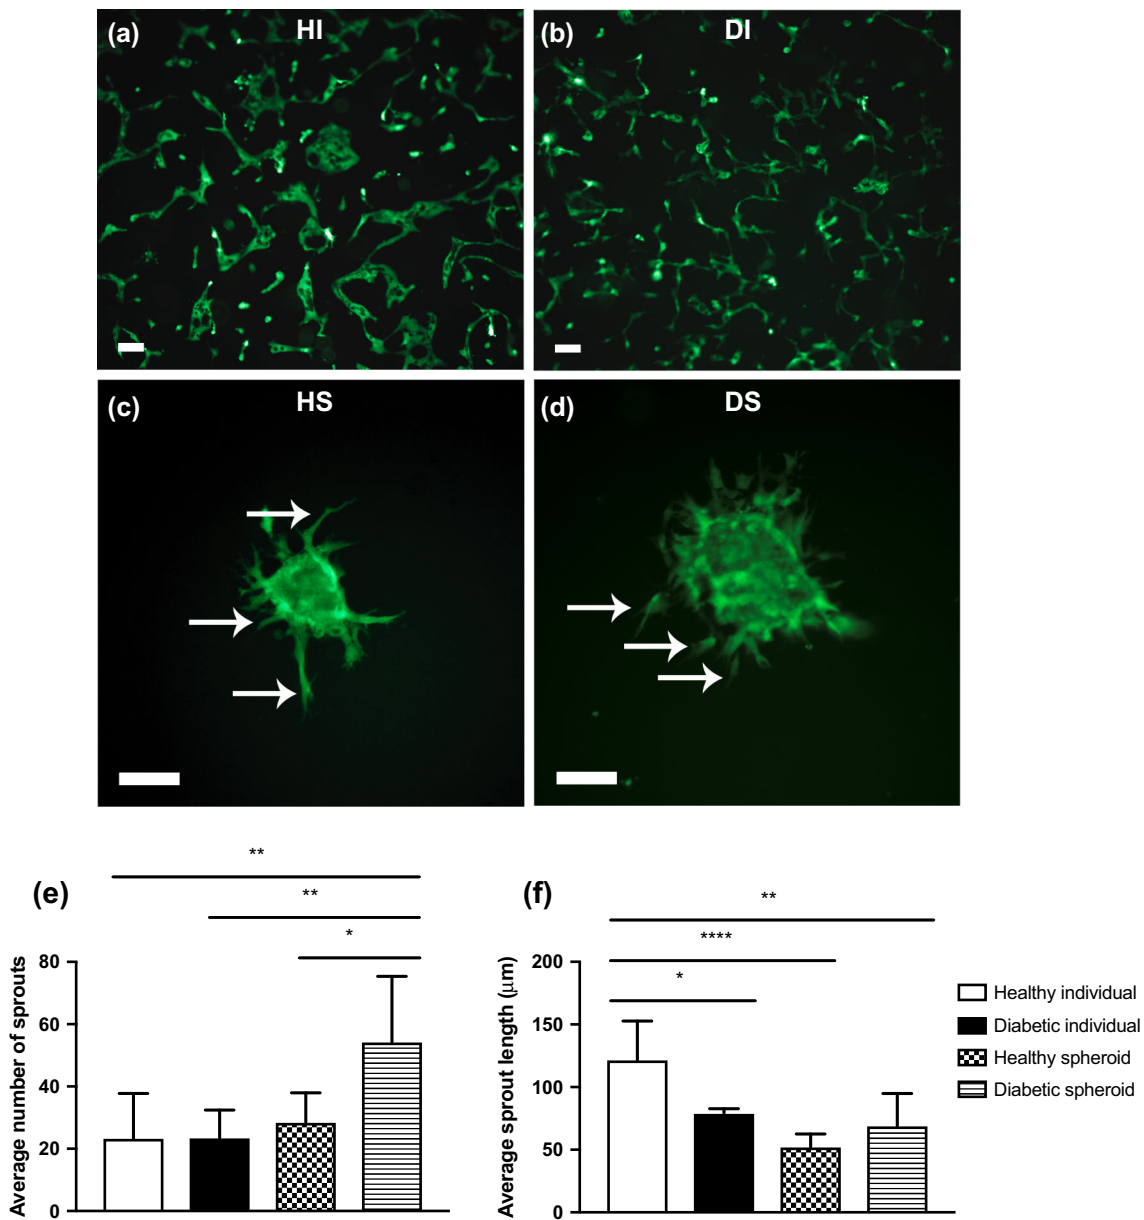 (a) HI
(b) DI
(c) HS
(d) DS
(e)
**
**
*
Average number of sprouts
80
60
40
20
0
(f)
**
****
*
Average sprout length (μm)
200
150
100
50
0
Healthy individual
Diabetic individual
Healthy spheroid
Diabetic spheroid